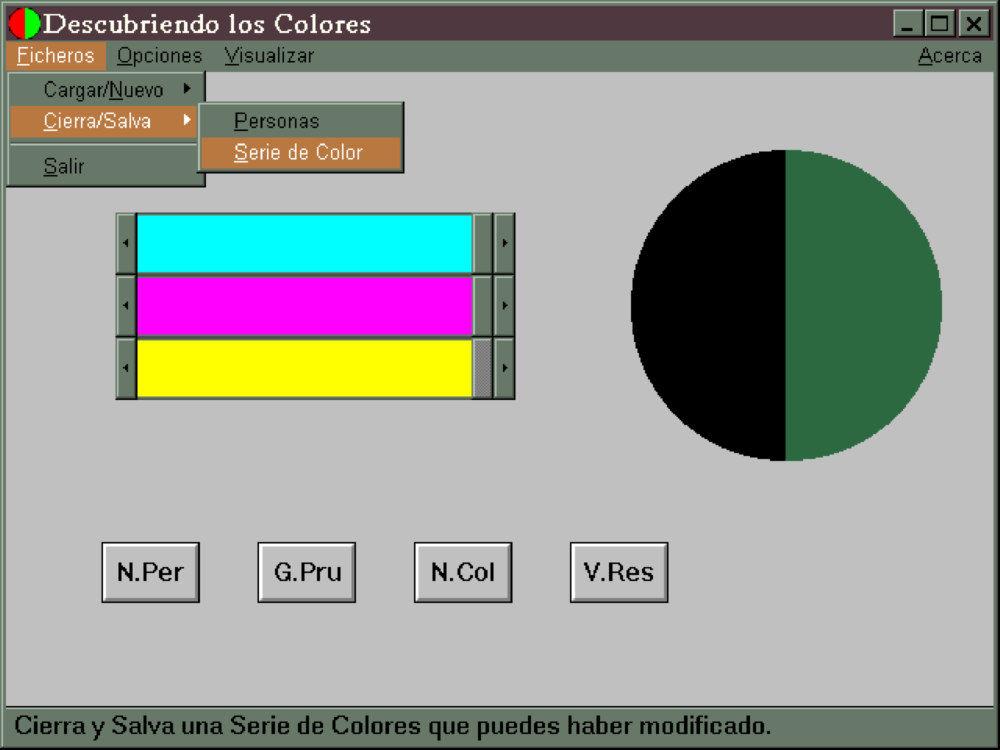 Descubriendo los Colores
Ficheros Opciones Visualizar Acerca
Cargar/Nuevo
Cierra/Salva
Personas
Serie de Color
Salir
N.Per G.Pru N.Col V.Res
Cierra y Salva una Serie de Colores que puedes haber modificado.